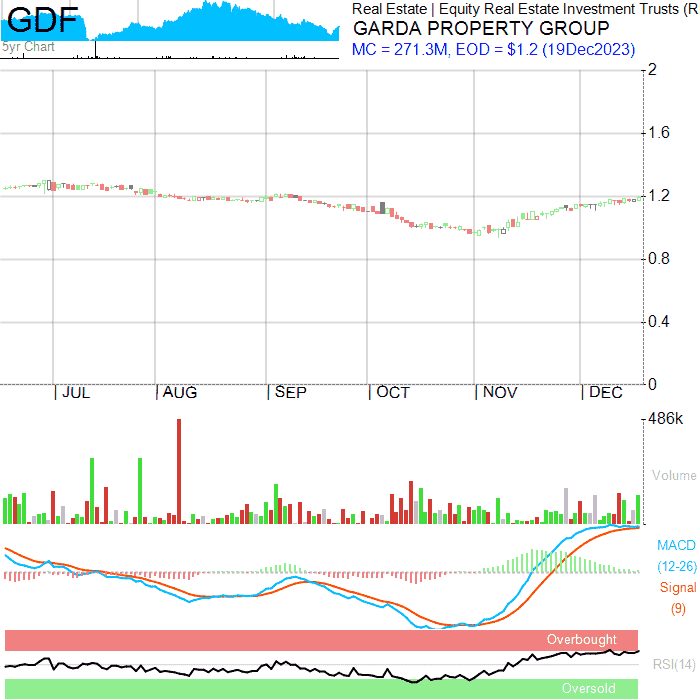 GDF
5yr Chart
Real Estate | Equity Real Estate Investment Trusts (R
GARDA PROPERTY GROUP
MC = 271.3M, EOD = $1.2 (19Dec2023)
2
1.6
1.2
0.8
0.4
0
JUL AUG SEP OCT NOV DEC
486k
Volume
MACD
(12-26)
Signal
(9)
Overbought
RSI(14)
Oversold